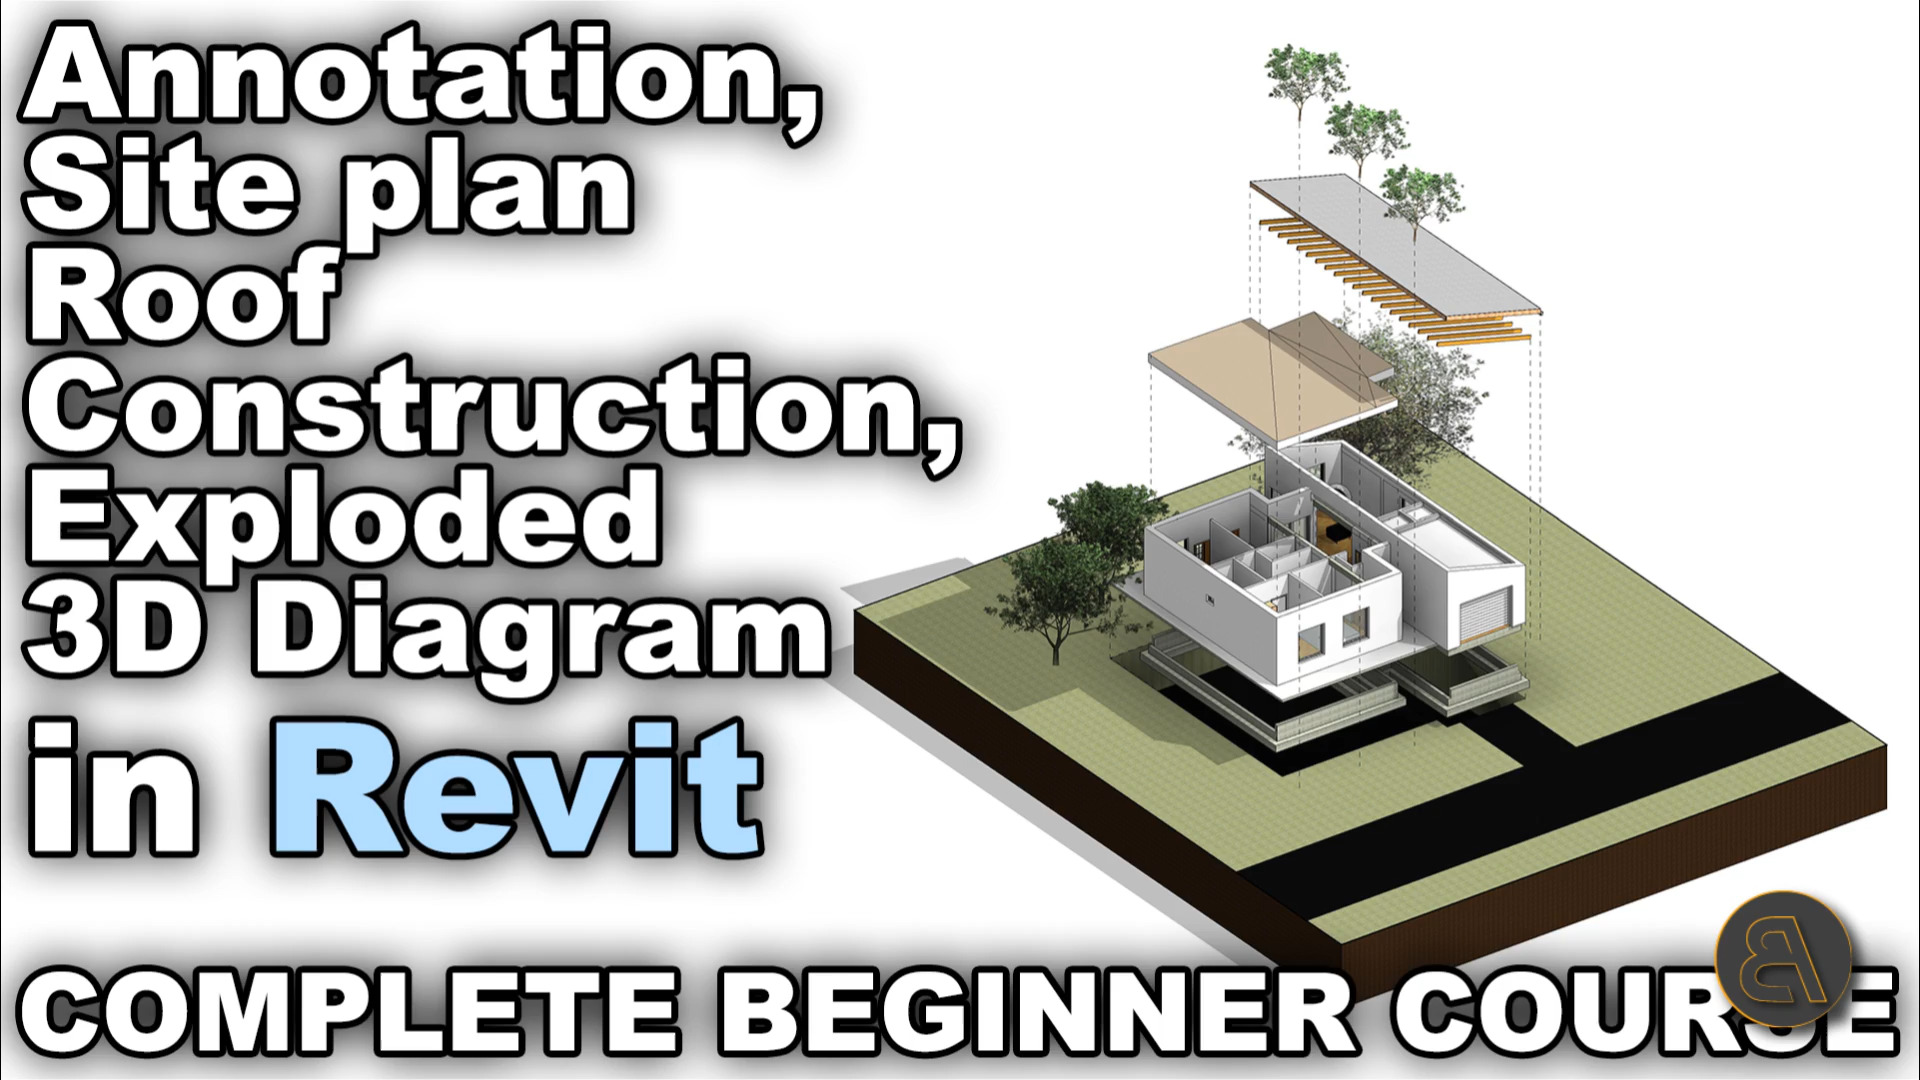 Annotation,
Site plan
Roof
Construction,
Exploded
3D Diagram
in Revit
COMPLETE BEGINNER COURSE